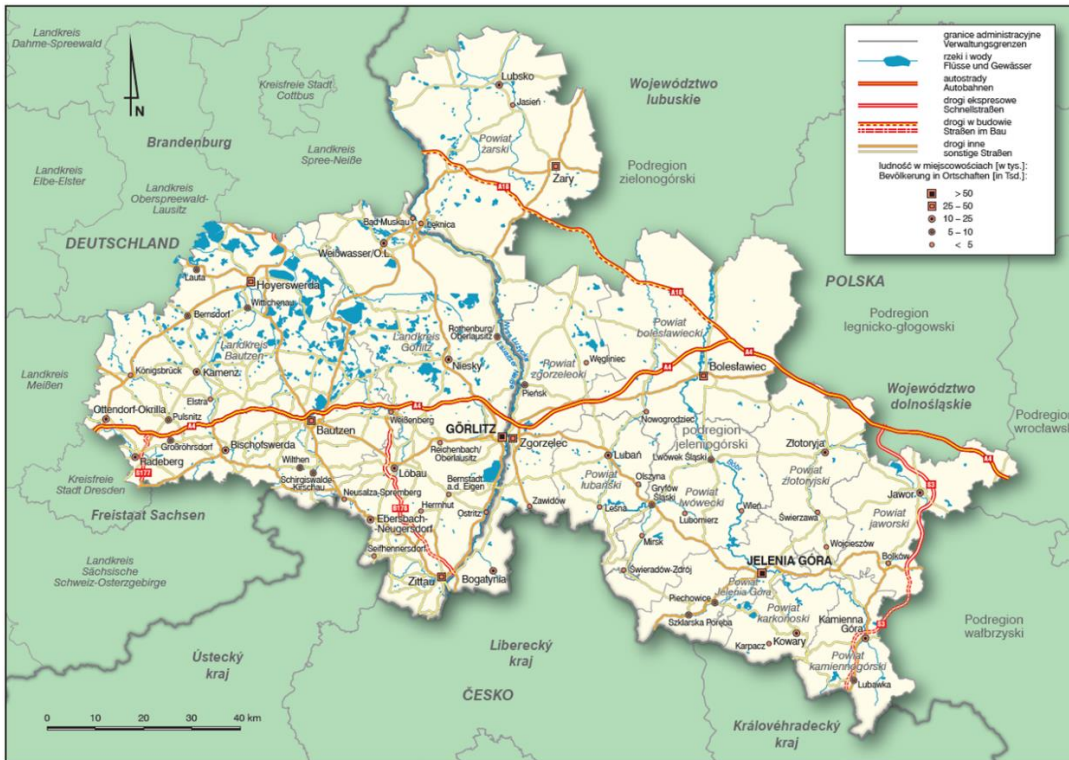 Landkreis
Dahme-Spreewald
Kreisfreie Stadt
Cottbus
N
Brandenburg
Landkreis
Spree-Neiße
Landkreis
Elbe-Elster
Landkreis
Oberspreewald-
Lausitz
DEUTSCHLAND
Lubsko
Jasień
Powiat
żarski
Żary
Województwo
lubuskie
Podregion
zielonogórski
granice administracyjne
Verwaltungsgrenzen
rzeki i wody
Flüsse und Gewässer
autostrady
Autobahnen
drogi ekspresowe
Schnellstraßen
drogi w budowie
Straßen im Bau
drogi inne
sonstige Straßen
ludność w miejscowościach [w tys.]:
Bevölkerung in Ortschaften [in Tsd.]:
> 50
25 – 50
10 – 25
5 – 10
< 5
A18
Bad Muskau
Łęknica
Weißwasser/O.L.
Lauta
Hoyerswerda
Wittichenau
Bernsdorf
Landkreis
Bautzen
Königsbrück
Kamenz
Elstra
Landkreis
Meißen
Ottendorf-Okrilla
Pulsnitz
A4
Großröhrsdorf
Radeberg
B177
Bischofswerda
Bautzen
Wilthen
Schirgiswalde-
Kirschau
Kreisfreie
Stadt Dresden
Freistaat Sachsen
Landkreis
Sächsische
Schweiz-Osterzgebirge
Rothenburg/
Oberlausitz
Landkreis
Görlitz
Niesky
Weißenberg
A4
GÖRLITZ
Reichenbach/
Oberlausitz
Löbau
Bernstadt
a.d. Eigen
Neusalza-Spremberg
B178
Herrnhut
Ostritz
Ebersbach-
Neugersdorf
Seifhennersdorf
Zittau
Bogatynia
Zgorzelec
Zawidów
Pieńsk
Powiat
zgorzelecki
Węgliniec
A18
Powiat
bolesławiecki
A4
A4
Bolesławiec
POLSKA
Podregion
legnicko-głogowski
Województwo
dolnośląskie
Podregion
wrocławski
Nowogrodziec
podregion
jeleniogórski
Lubań
Lwówek Śląski
Bóbr
Złotoryja
Powiat
złotoryjski
Powiat
lubański
Olszyna
Gryfów
Śląski
Powiat
lwówecki
Leśna
Lubomierz
Wleń
Świerzawa
Jawor
S3
A4
Powiat
jaworski
Mirsk
Wojcieszów
Bolków
Świeradów-Zdrój
JELENIA GÓRA
Powiat
Jelenia Góra
Piechowice
Szklarska Poręba
Powiat
karkonoski
Kamienna
Góra
S3
Karpacz
Kowary
Powiat
kamiennogórski
Lubawka
Podregion
wałbrzyski
Ústecký
kraj
Liberecký
kraj
ČESKO
Královéhradecký
kraj
0 10 20 30 40 km